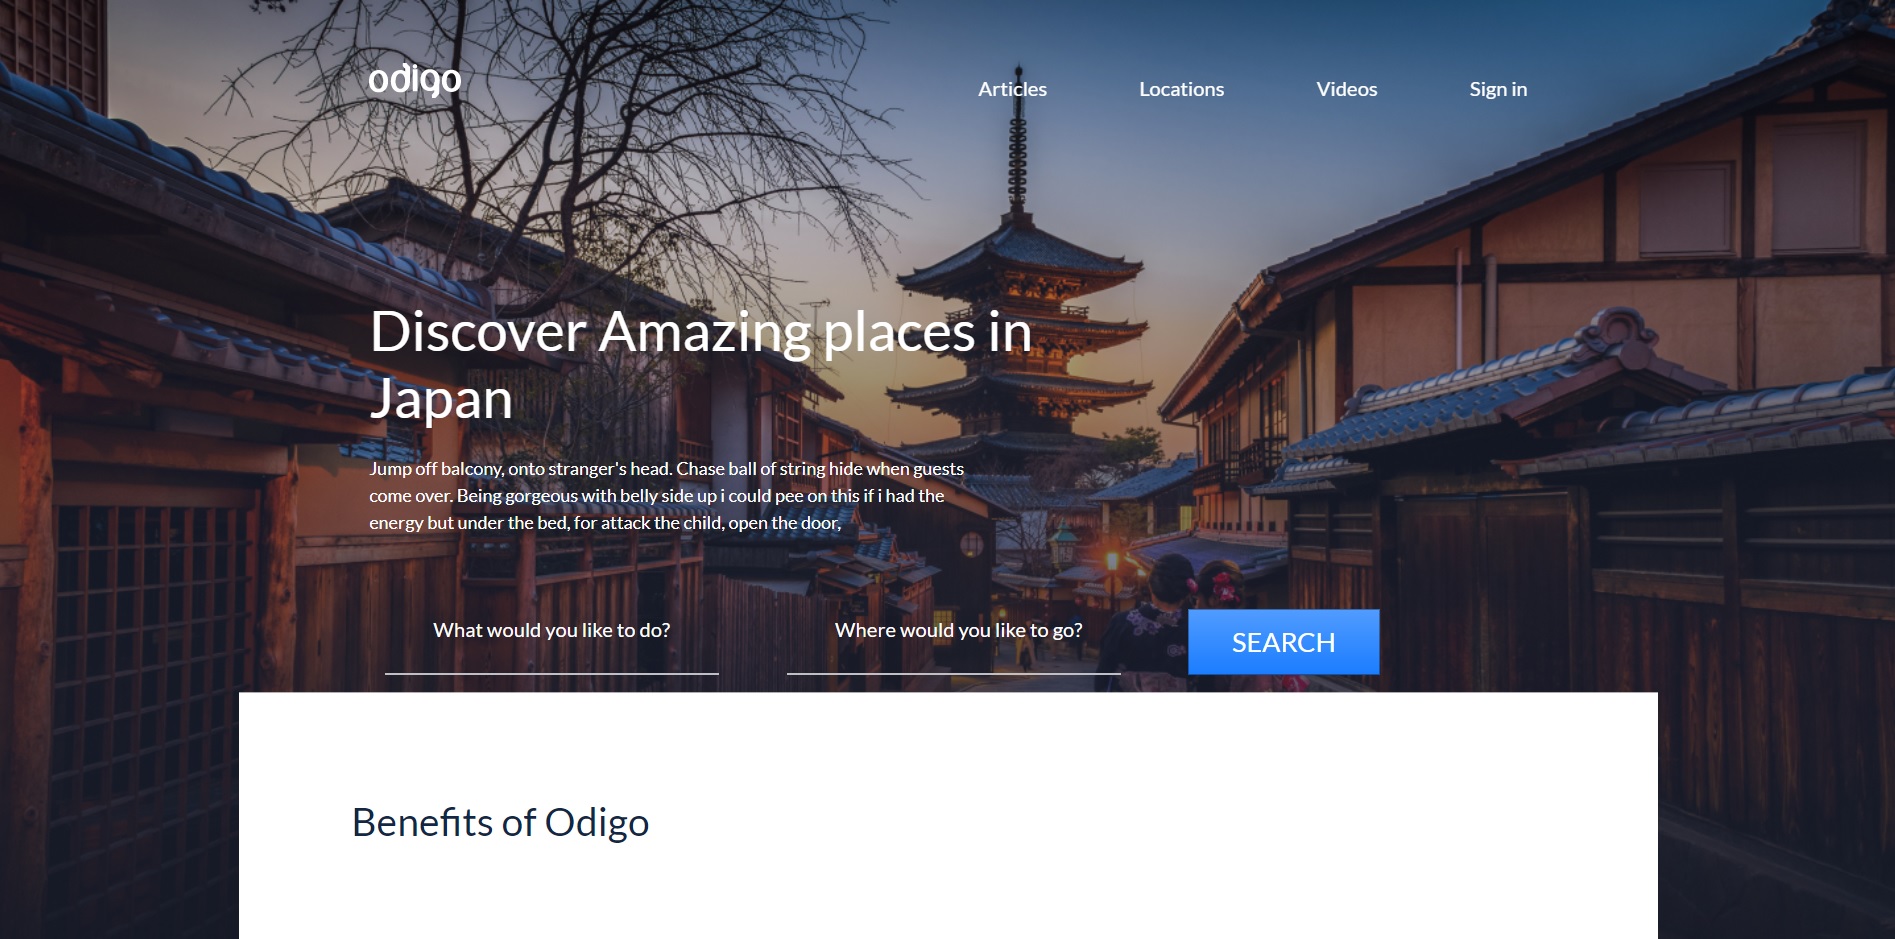 odigo
Articles
Locations
Videos
Sign in
Discover Amazing places in
Japan
Jump off balcony, onto stranger's head. Chase ball of string hide when guests
come over. Being gorgeous with belly side up i could pee on this if i had the
energy but under the bed, for attack the child, open the door,
What would you like to do?
Where would you like to go?
SEARCH
Benefits of Odigo